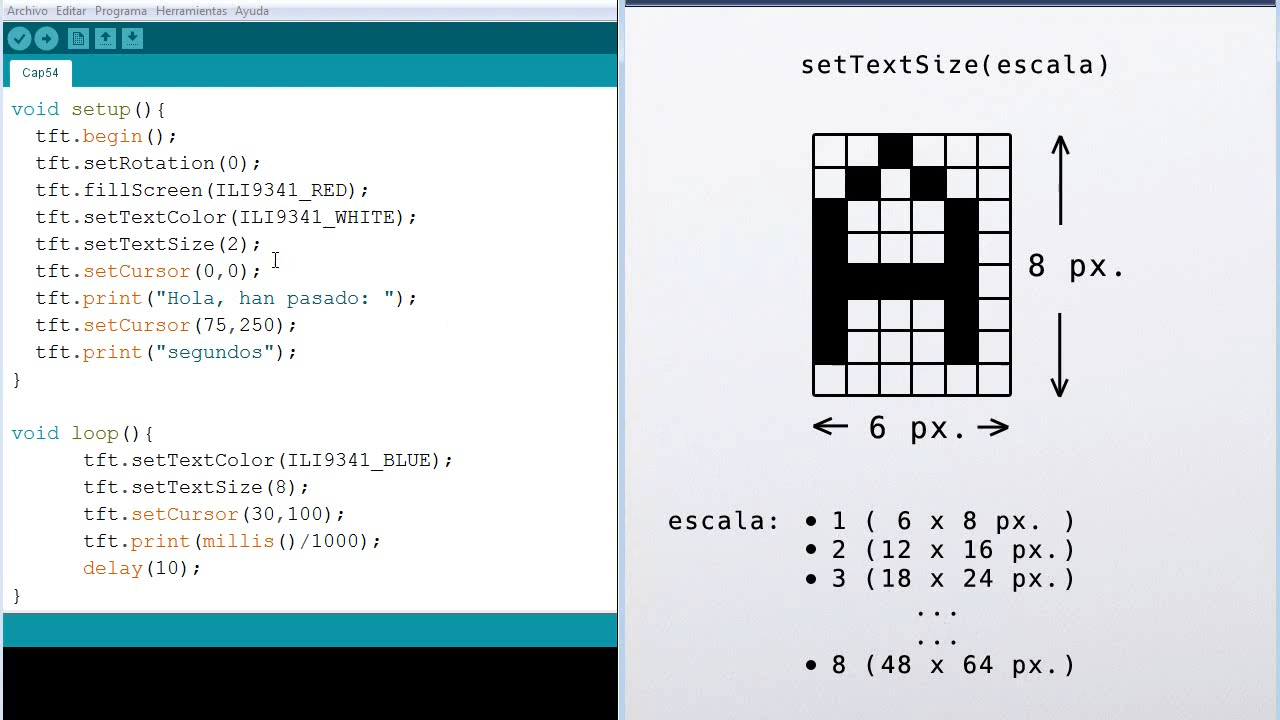 Archivo Editar Programa Herramientas Ayuda
Cap54
void setup(){
tft.begin();
tft.setRotation(0);
tft.fillScreen(ILI9341_RED);
tft.setTextColor(ILI9341_WHITE);
tft.setTextSize(2);
tft.setCursor(0,0);
tft.print("Hola, han pasado: ");
tft.setCursor(75,250);
tft.print("segundos");
}
void loop(){
tft.setTextColor(ILI9341_BLUE);
tft.setTextSize(8);
tft.setCursor(30,100);
tft.print(millis()/1000);
delay(10);
}
setTextSize(escala)
8 px.
6 px.
escala: • 1 ( 6 x 8 px. )
• 2 (12 x 16 px.)
• 3 (18 x 24 px.)
...
...
• 8 (48 x 64 px.)